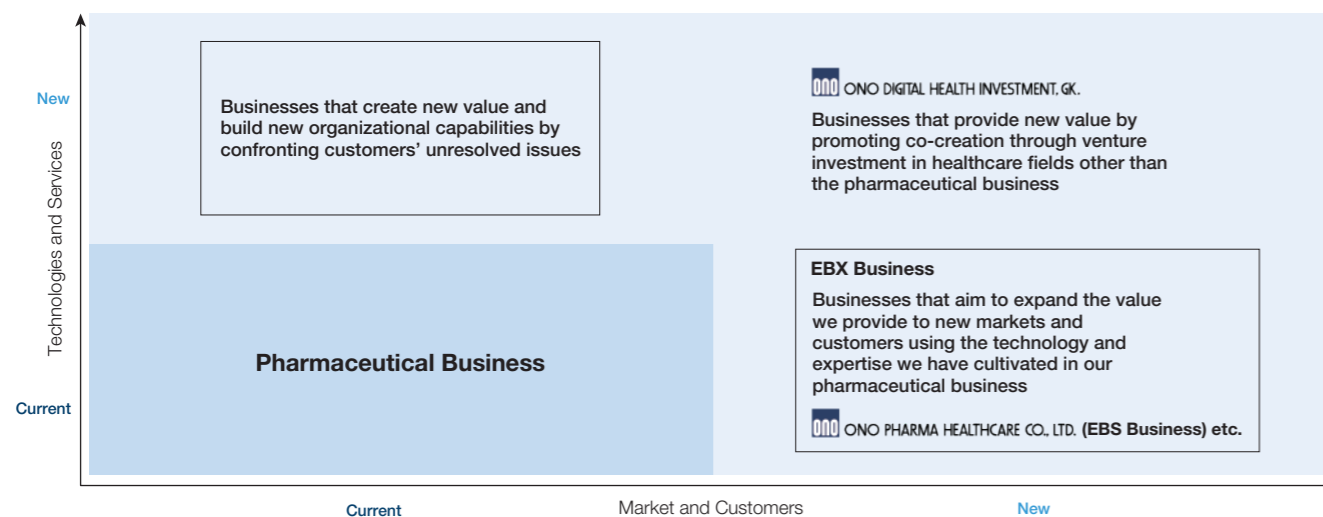 New
Technologies and Services
Current
Businesses that create new value and
build new organizational capabilities by
confronting customers' unresolved issues
ono ONO DIGITAL HEALTH INVESTMENT, GK.
Businesses that provide new value by
promoting co-creation through venture
investment in healthcare fields other than
the pharmaceutical business
Pharmaceutical Business
EBX Business
Businesses that aim to expand the value
we provide to new markets and
customers using the technology and
expertise we have cultivated in our
pharmaceutical business
ono ONO PHARMA HEALTHCARE CO., LTD. (EBS Business) etc.
Current
Market and Customers
New